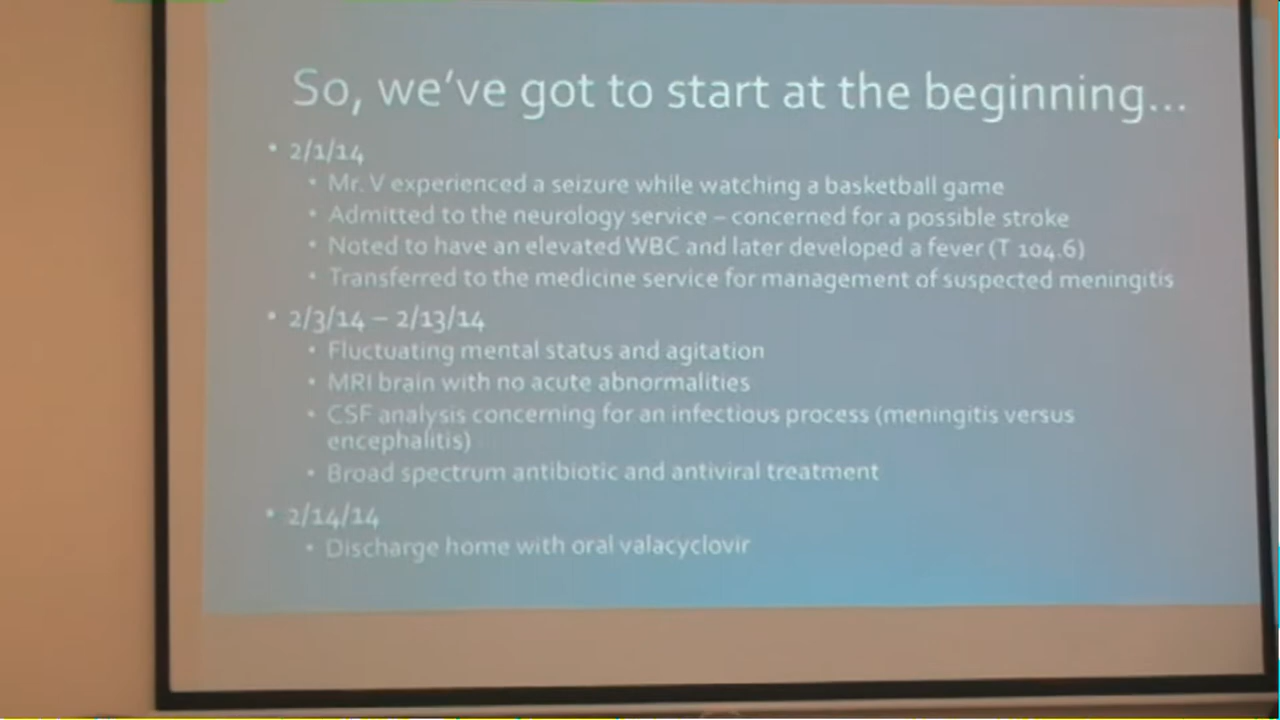 So, we've got to start at the beginning...
• 2/1/14
• Mr. V experienced a seizure while watching a basketball game
• Admitted to the neurology service – concerned for a possible stroke
• Noted to have an elevated WBC and later developed a fever (T 104.6)
• Transferred to the medicine service for management of suspected meningitis
• 2/3/14 – 2/13/14
• Fluctuating mental status and agitation
• MRI brain with no acute abnormalities
• CSF analysis concerning for an infectious process (meningitis versus
encephalitis)
• Broad spectrum antibiotic and antiviral treatment
• 2/14/14
• Discharge home with oral valacyclovir